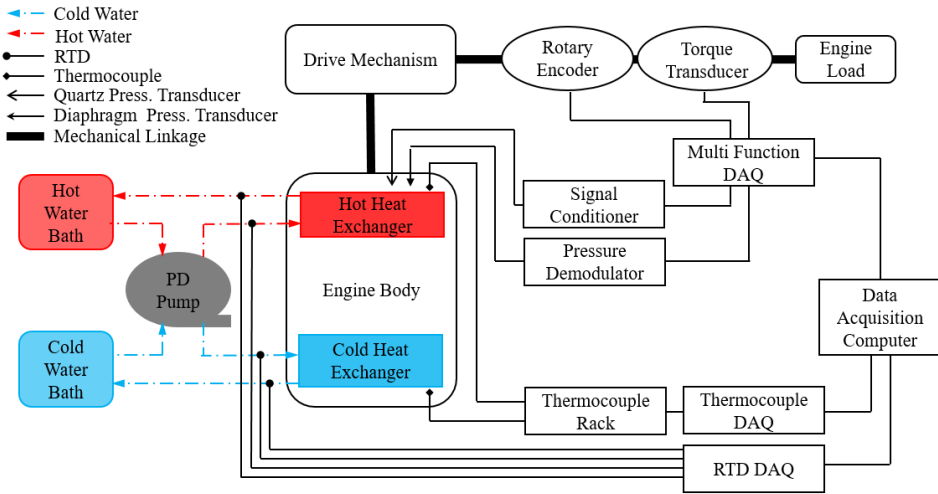 Cold Water
Hot Water
RTD
Thermocouple
Quartz Press. Transducer
Diaphragm Press. Transducer
Mechanical Linkage
Drive Mechanism
Rotary
Encoder
Torque
Transducer
Engine
Load
Multi Function
DAQ
Hot
Water
Bath
Hot Heat
Exchanger
Signal
Conditioner
Pressure
Demodulator
PD
Pump
Engine Body
Data
Acquisition
Computer
Cold
Water
Bath
Cold Heat
Exchanger
Thermocouple
Rack
Thermocouple
DAQ
RTD DAQ